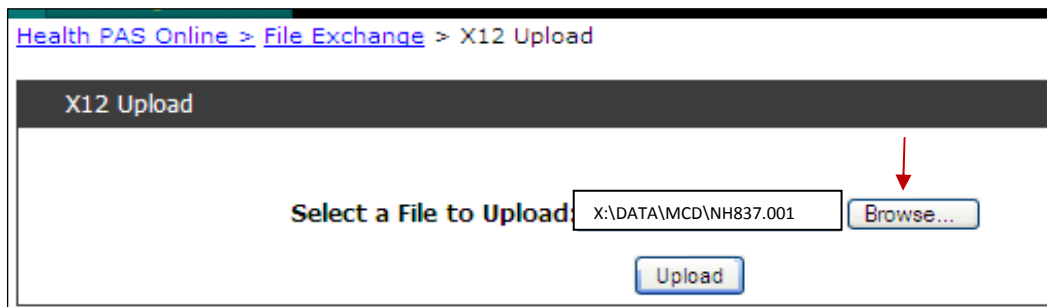 Health PAS Online > File Exchange > X12 Upload
X12 Upload
Select a File to Upload: X:\DATA\MCD\NH837.001 Browse...
Upload